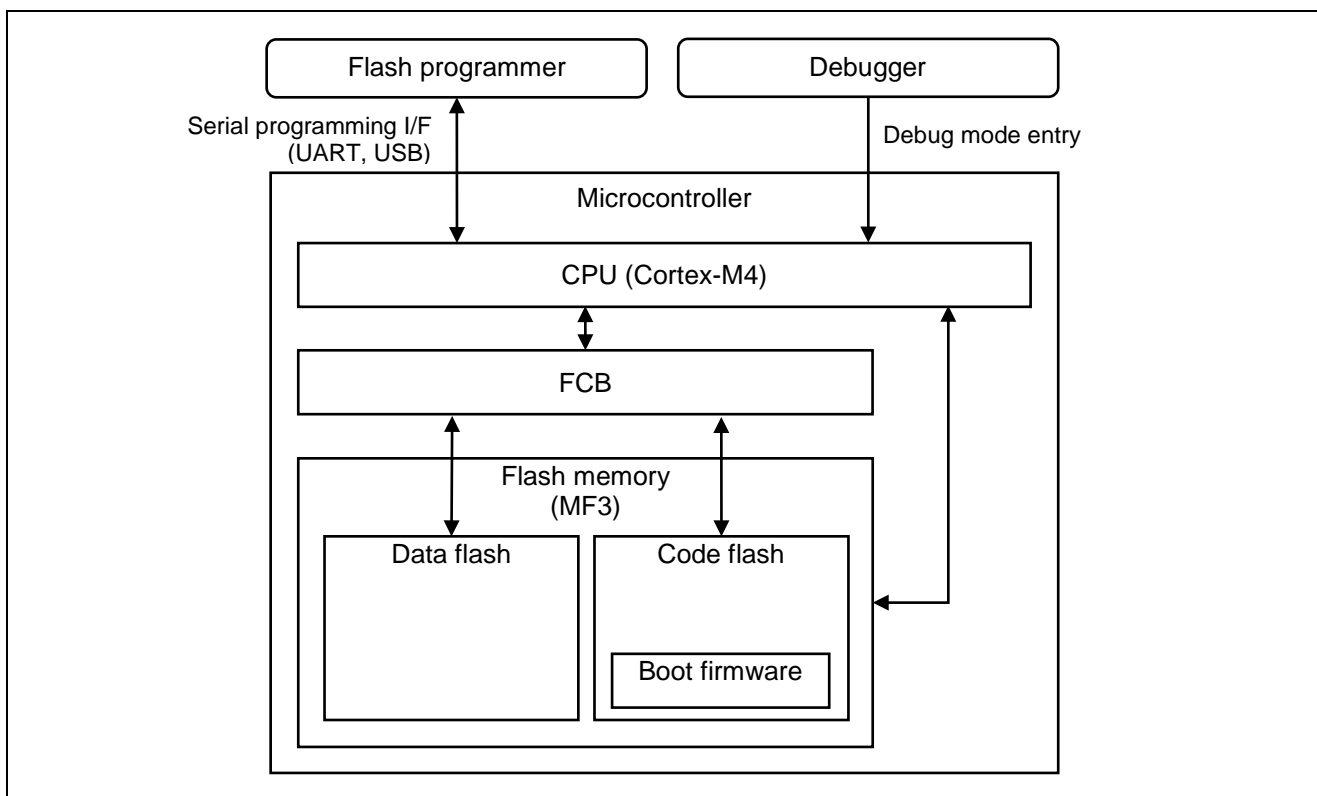 Flash programmer
Debugger
Serial programming I/F
(UART, USB)
Debug mode entry
Microcontroller
CPU (Cortex-M4)
FCB
Flash memory
(MF3)
Data flash
Code flash
Boot firmware